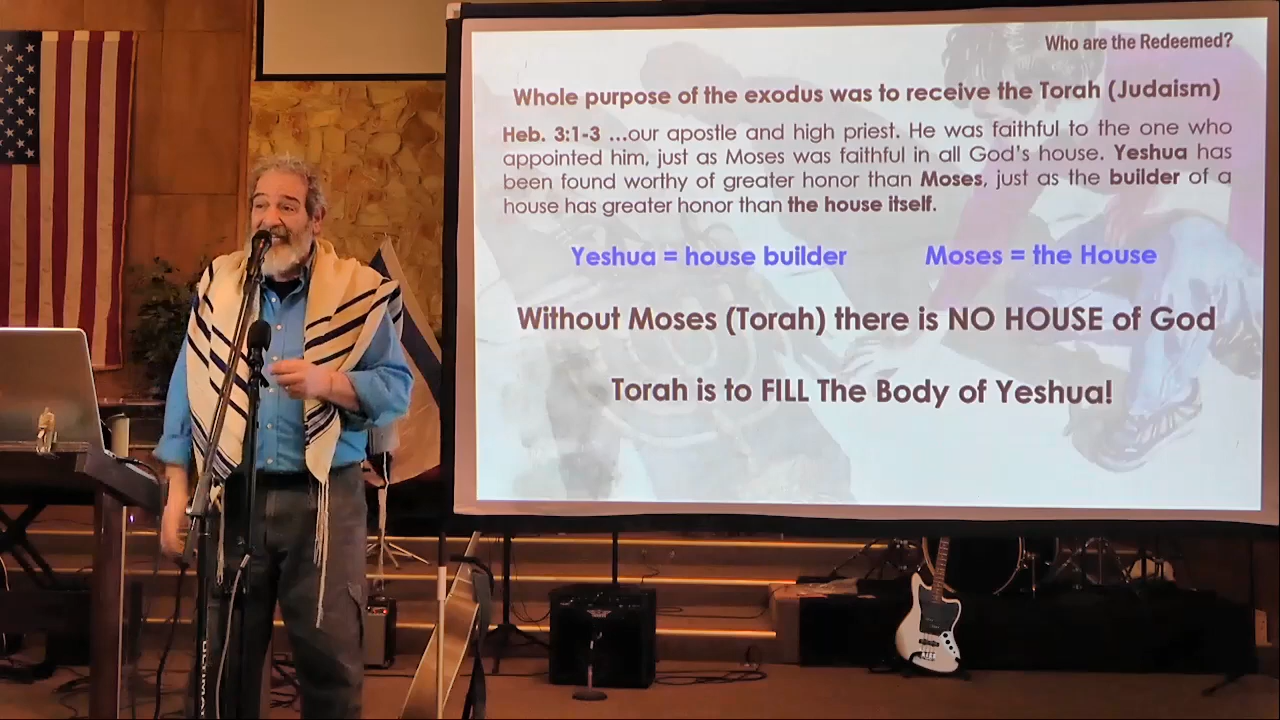 Who are the Redeemed?
Whole purpose of the exodus was to receive the Torah (Judaism)
Heb. 3:1-3 ...our apostle and high priest. He was faithful to the one who
appointed him, just as Moses was faithful in all God's house. Yeshua has
been found worthy of greater honor than Moses, just as the builder of a
house has greater honor than the house itself.
Yeshua = house builder Moses = the House
Without Moses (Torah) there is NO HOUSE of God
Torah is to FILL The Body of Yeshua!